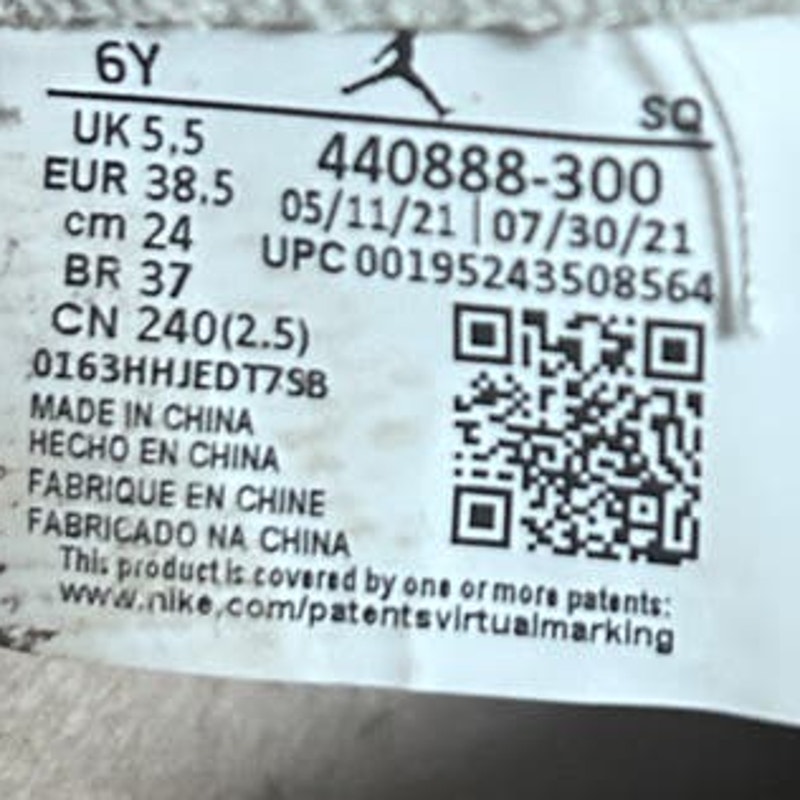 6Y
SQ
UK 5.5
EUR 38.5
cm 24
BR 37
CN 240(2.5)
440888-300
05/11/21 | 07/30/21
UPC 00195243508564
0163HHJEDT7SB
MADE IN CHINA
HECHO EN CHINA
FABRIQUE EN CHINE
FABRICADO NA CHINA
This product is covered by one or more patents:
www.nike.com/patentsvirtualmarking